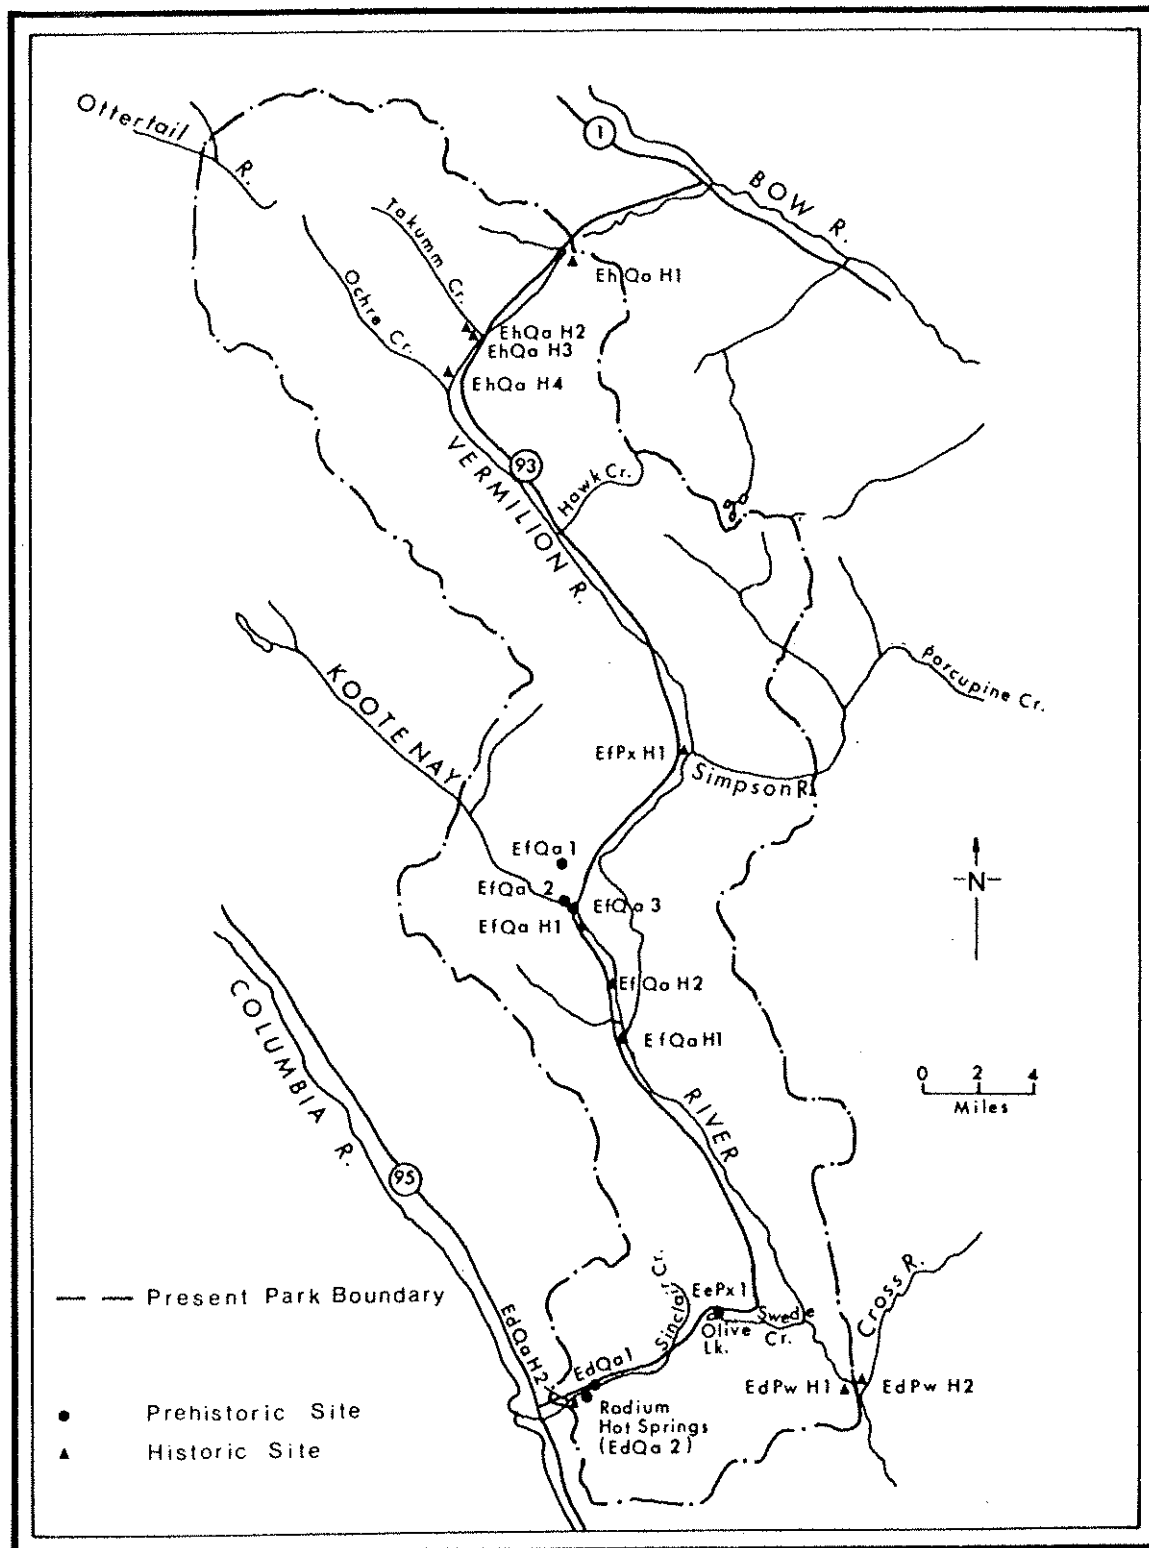 Ottertail R.
1
BOW R.
Takumm Cr.
Ochre Cr.
EhQa H1
EhQa H2
EhQa H3
EhQa H4
VERMILION R.
93
Hawk Cr.
Porcupine Cr.
KOOTENAY
EfPx H1
Simpson R.
EfQa 1
EfQa 2
EfQa 3
EfQa H1
-N-
EfQa H2
EfQa H1
COLUMBIA R.
0 2 4
Miles
RIVER
95
Sinclair Cr.
EePx 1
Swede Cr.
Olive Lk.
Cross R.
Present Park Boundary
EdQa H2
EdQa 1
EdPw H1
EdPw H2
Radium
Hot Springs
(EdQa 2)
Prehistoric Site
Historic Site